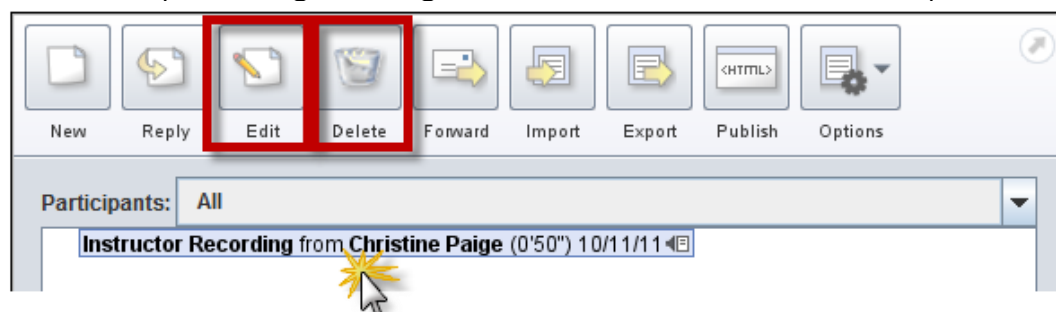 <HTML>
New Reply Edit Delete Forward Import Export Publish Options
Participants: All
Instructor Recording from Christine Paige (0'50") 10/11/11